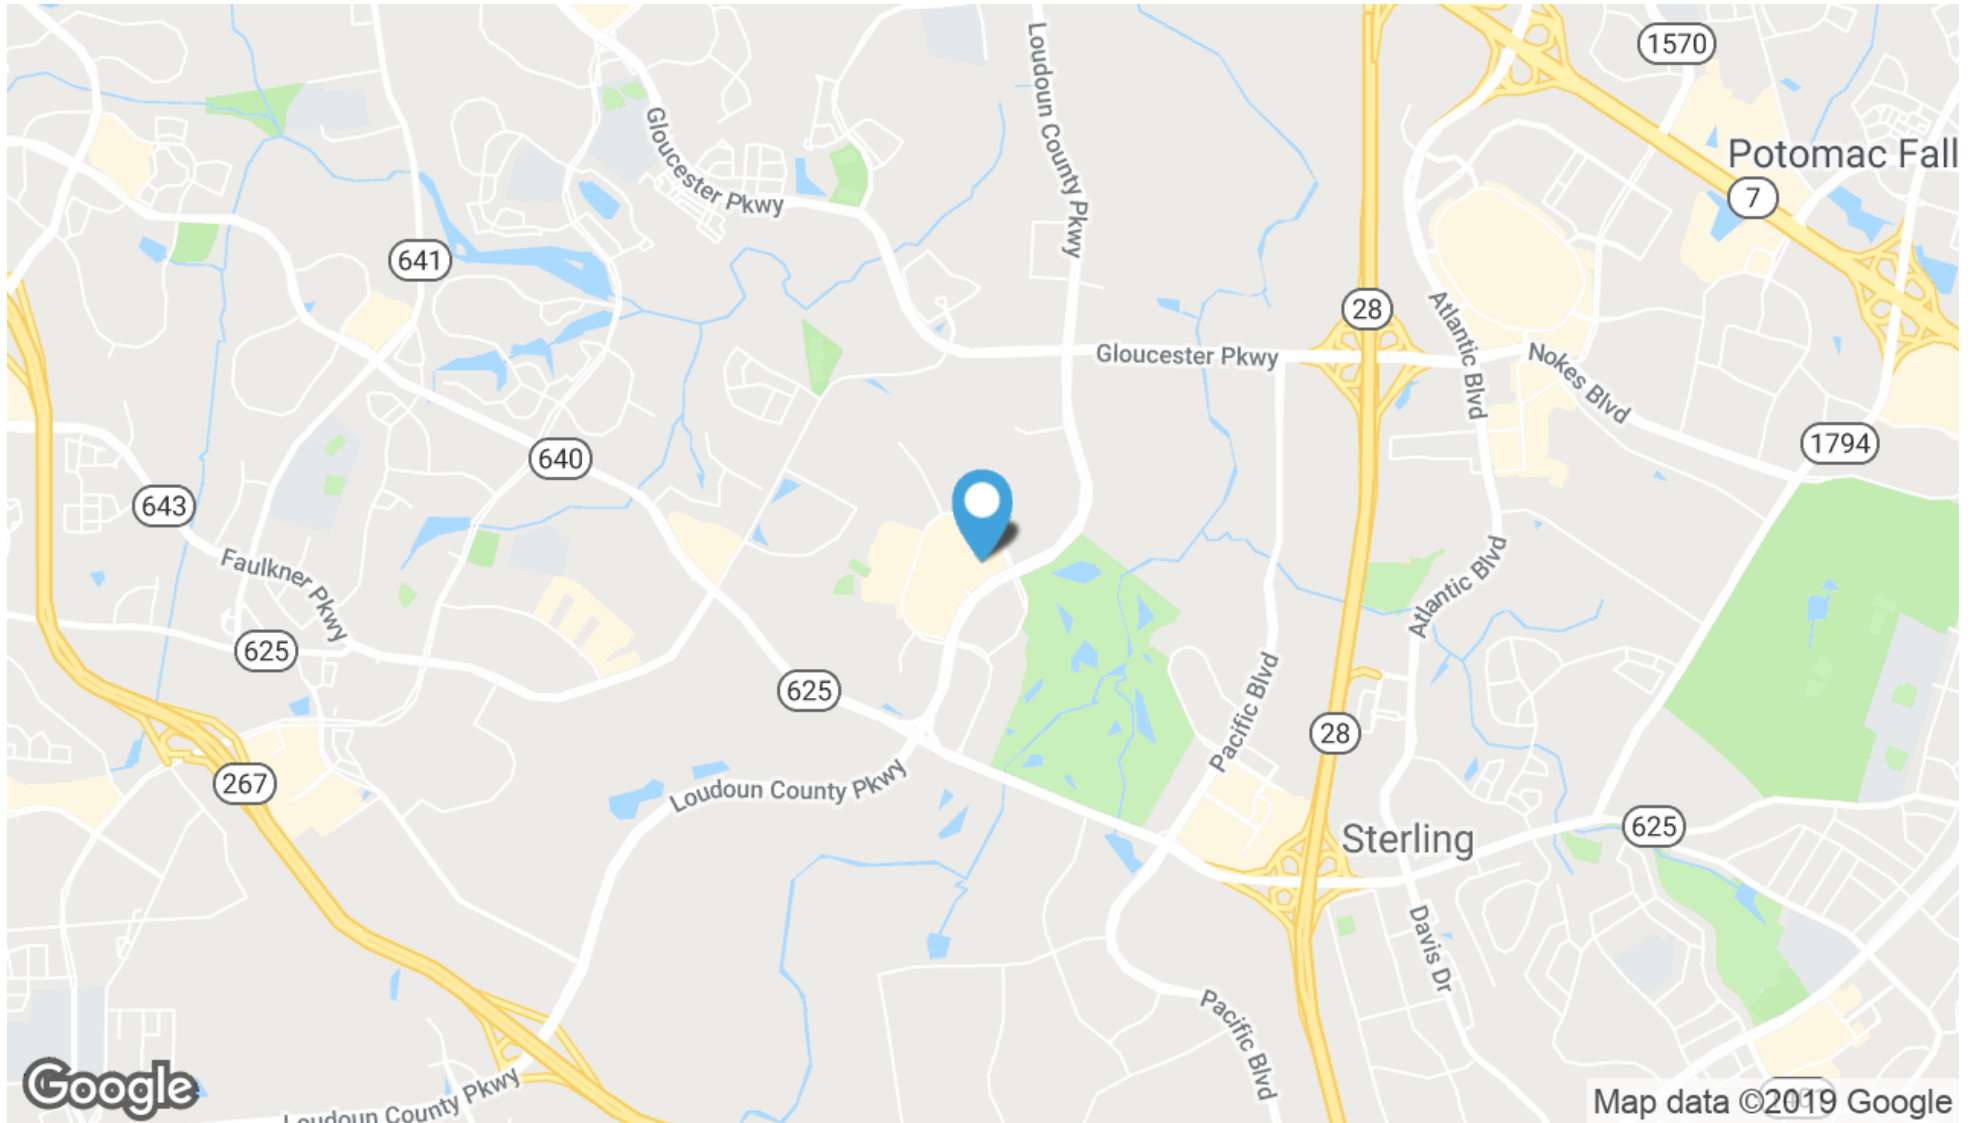 1570
Loudoun County Pkwy
Potomac Fall
Gloucester Pkwy
7
641
28
Atlantic Blvd
Gloucester Pkwy
Nokes Blvd
1794
640
643
Faulkner Pkwy
Atlantic Blvd
625
625
Pacific Blvd
28
267
Loudoun County Pkwy
Sterling
625
Davis Dr
Pacific Blvd
Google
Loudoun County Pkwy
Map data ©2019 Google